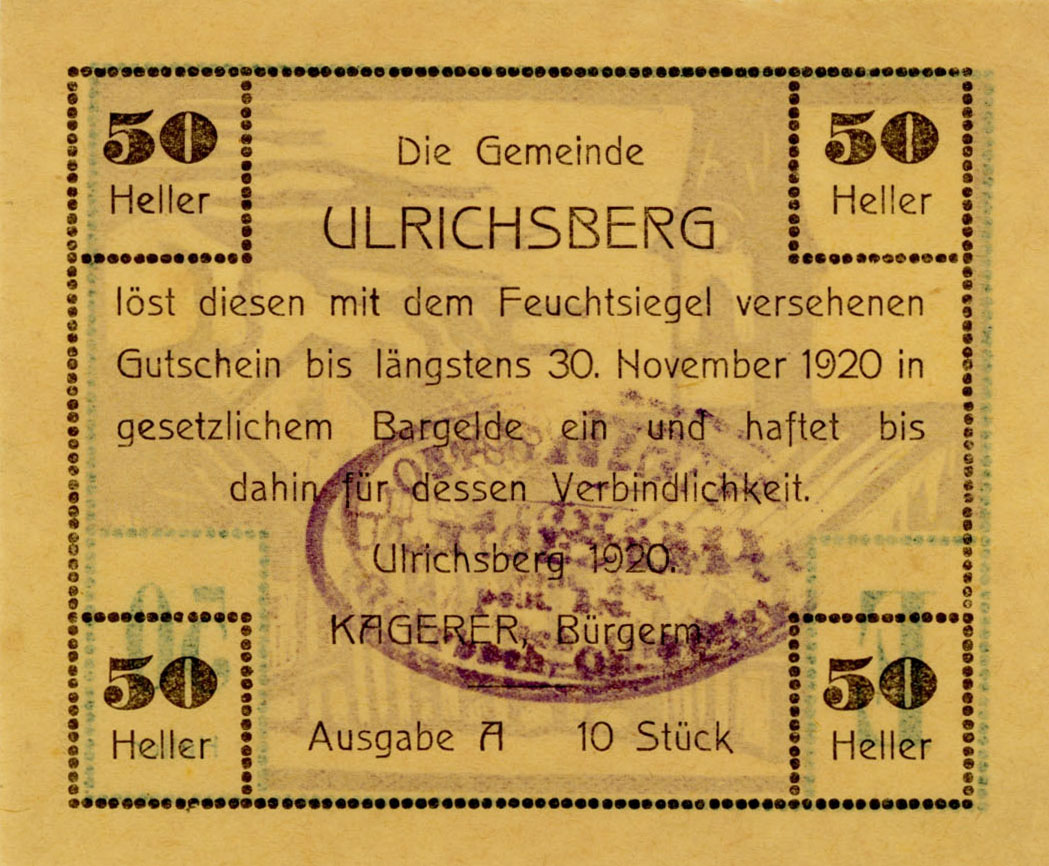 50
Heller
50
Heller
Die Gemeinde
ULRICHSBERG
löst diesen mit dem Feuchtsiegel versehenen
Gutschein bis längstens 30. November 1920 in
gesetzlichem Bargelde ein und haftet bis
dahin für dessen Verbindlichkeit.
Ulrichsberg 1920.
KAGERER, Bürgerm.
50
Heller
Ausgabe A 10 Stück
50
Heller